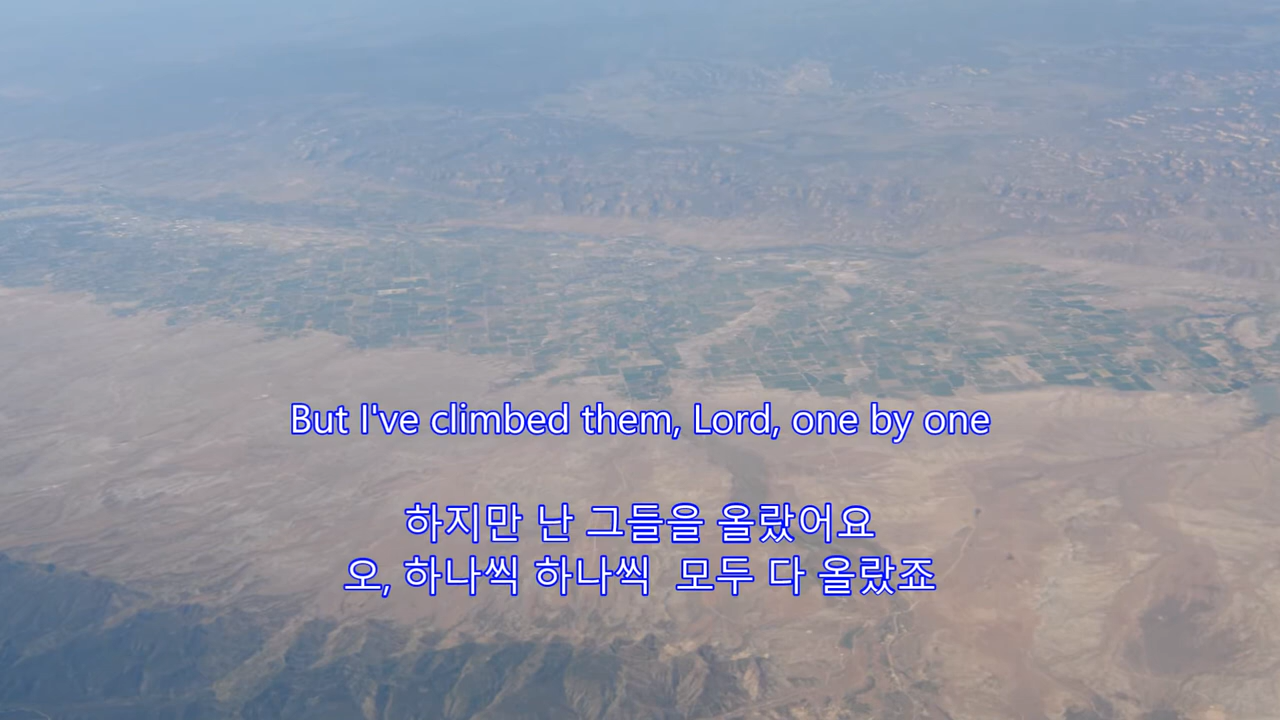 But I've climbed them, Lord, one by one
하지만 난 그들을 올랐어요
오, 하나씩 하나씩 모두 다 올랐죠